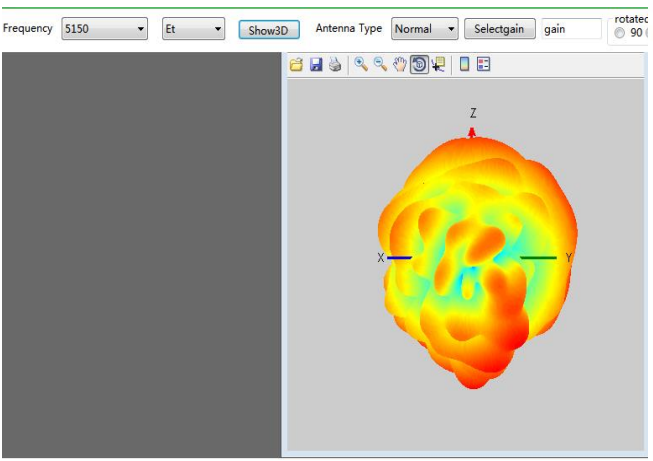 Frequency 5150 Et Show3D Antenna Type Normal Selectgain gain rotated
90
Z
X Y